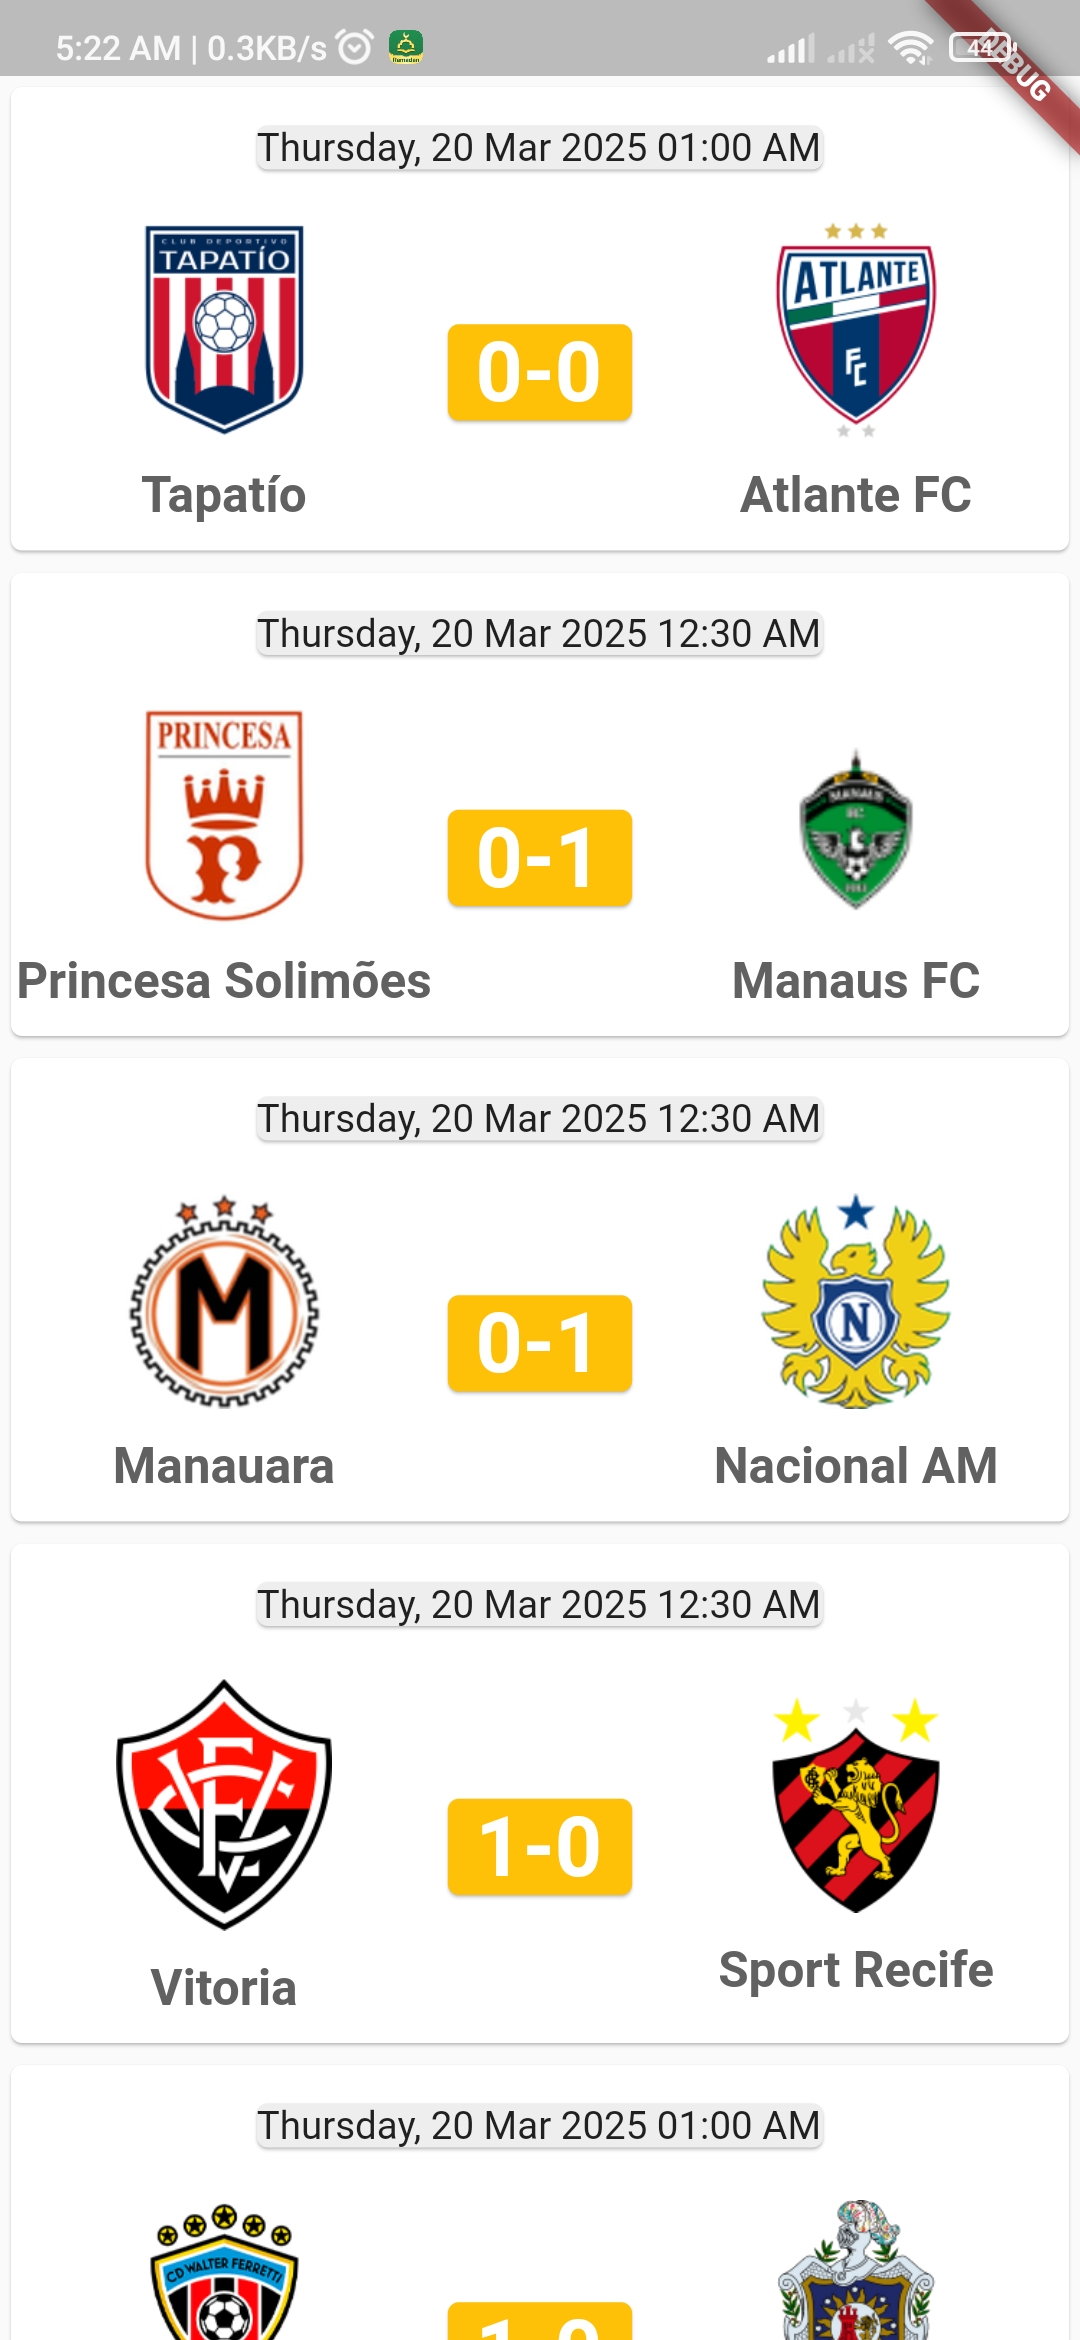 5:22 AM | 0.3KB/s
Ramadan
44
DEBUG
Thursday, 20 Mar 2025 01:00 AM
CLUB DEPORTIVO
TAPATÍO
ATLANTE
FC
0-0
Tapatío
Atlante FC
Thursday, 20 Mar 2025 12:30 AM
PRINCESA
P
MANAUS
FC
0-1
Princesa Solimões
Manaus FC
Thursday, 20 Mar 2025 12:30 AM
M
N
0-1
Manauara
Nacional AM
Thursday, 20 Mar 2025 12:30 AM
1-0
Vitoria
Sport Recife
Thursday, 20 Mar 2025 01:00 AM
CD WALTER FERRETTI